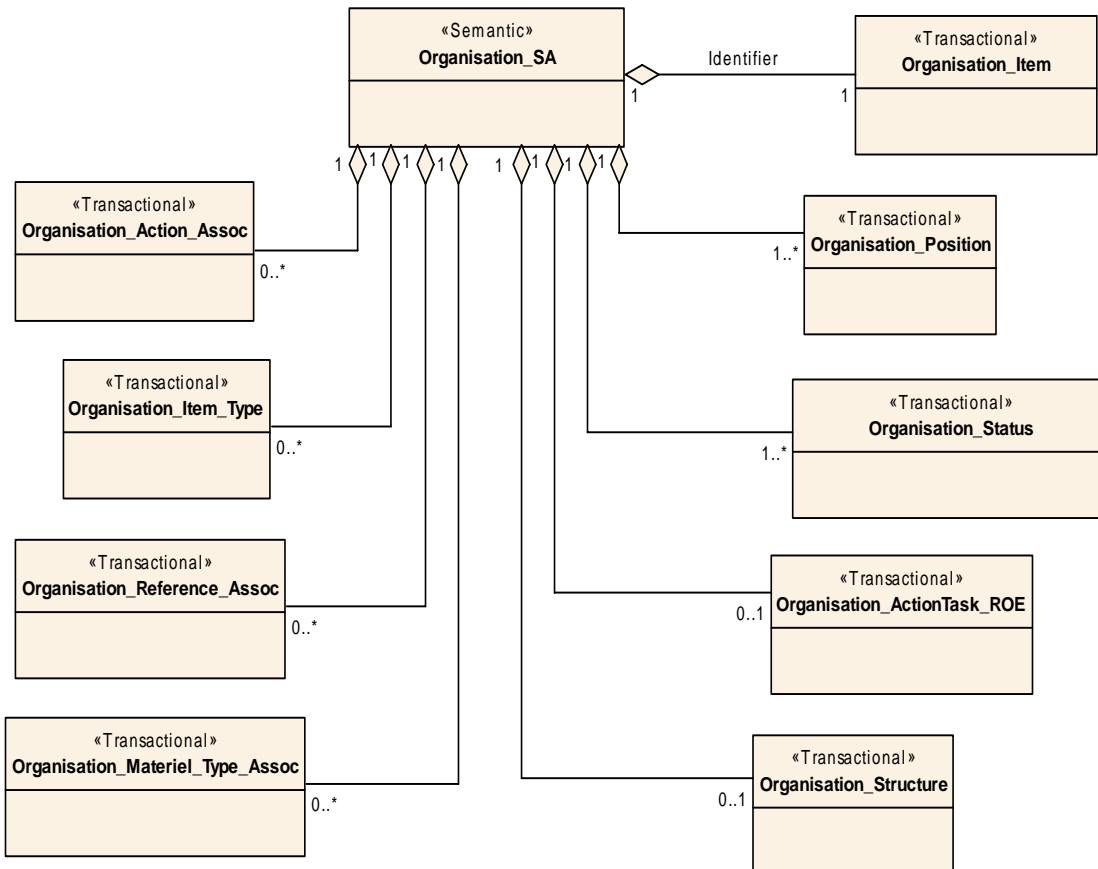 «Semantic»
Organisation_SA
Identifier
1
1
«Transactional»
Organisation_Item
1
1
1
1
1
1
1
1
«Transactional»
Organisation_Action_Assoc
0..*
«Transactional»
Organisation_Position
1..*
«Transactional»
Organisation_Item_Type
0..*
«Transactional»
Organisation_Status
1..*
«Transactional»
Organisation_Reference_Assoc
0..*
«Transactional»
Organisation_ActionTask_ROE
0..1
«Transactional»
Organisation_Materiel_Type_Assoc
0..*
«Transactional»
Organisation_Structure
0..1